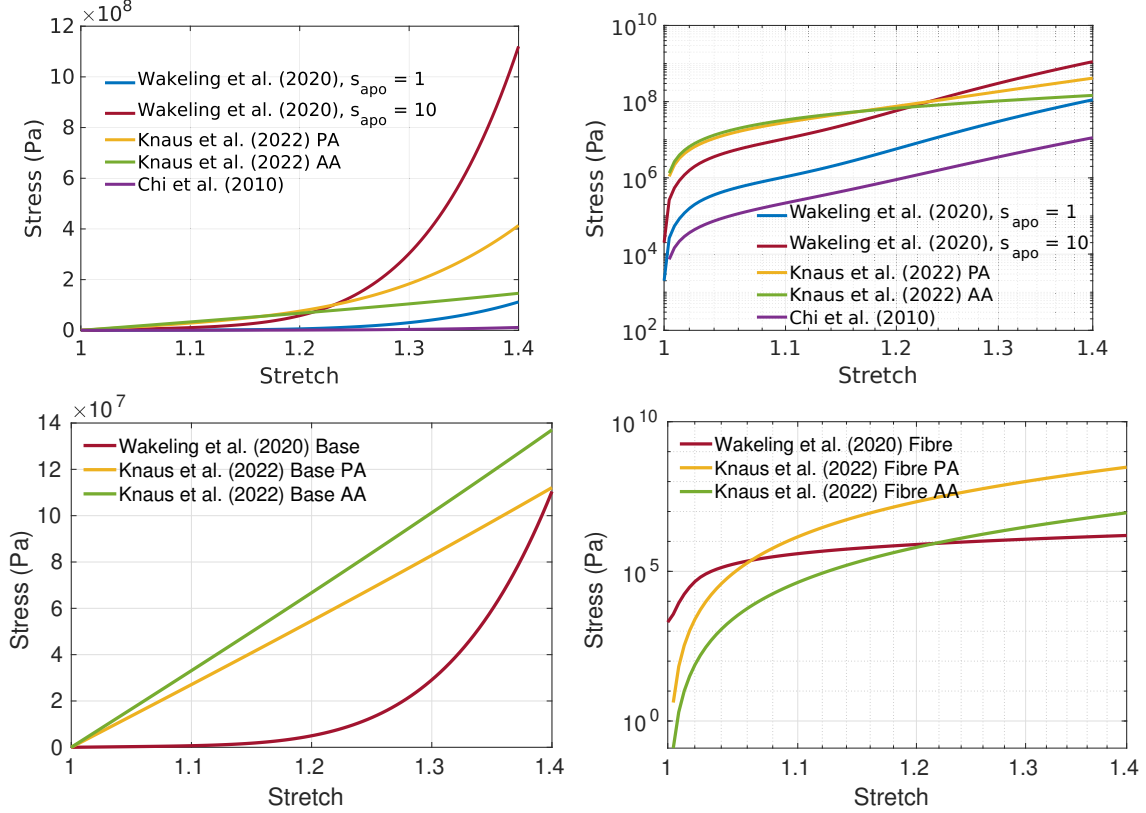 ×10^8
12
10
8
6
4
2
0
Stress (Pa)
Wakeling et al. (2020), s_apo = 1
Wakeling et al. (2020), s_apo = 10
Knaus et al. (2022) PA
Knaus et al. (2022) AA
Chi et al. (2010)
1 1.1 1.2 1.3 1.4
Stretch
10^10
10^8
10^6
10^4
10^2
Stress (Pa)
Wakeling et al. (2020), s_apo = 1
Wakeling et al. (2020), s_apo = 10
Knaus et al. (2022) PA
Knaus et al. (2022) AA
Chi et al. (2010)
1 1.1 1.2 1.3 1.4
Stretch
×10^7
14
12
10
8
6
4
2
0
Stress (Pa)
Wakeling et al. (2020) Base
Knaus et al. (2022) Base PA
Knaus et al. (2022) Base AA
1 1.1 1.2 1.3 1.4
Stretch
10^10
10^5
10^0
Stress (Pa)
Wakeling et al. (2020) Fibre
Knaus et al. (2022) Fibre PA
Knaus et al. (2022) Fibre AA
1 1.1 1.2 1.3 1.4
Stretch